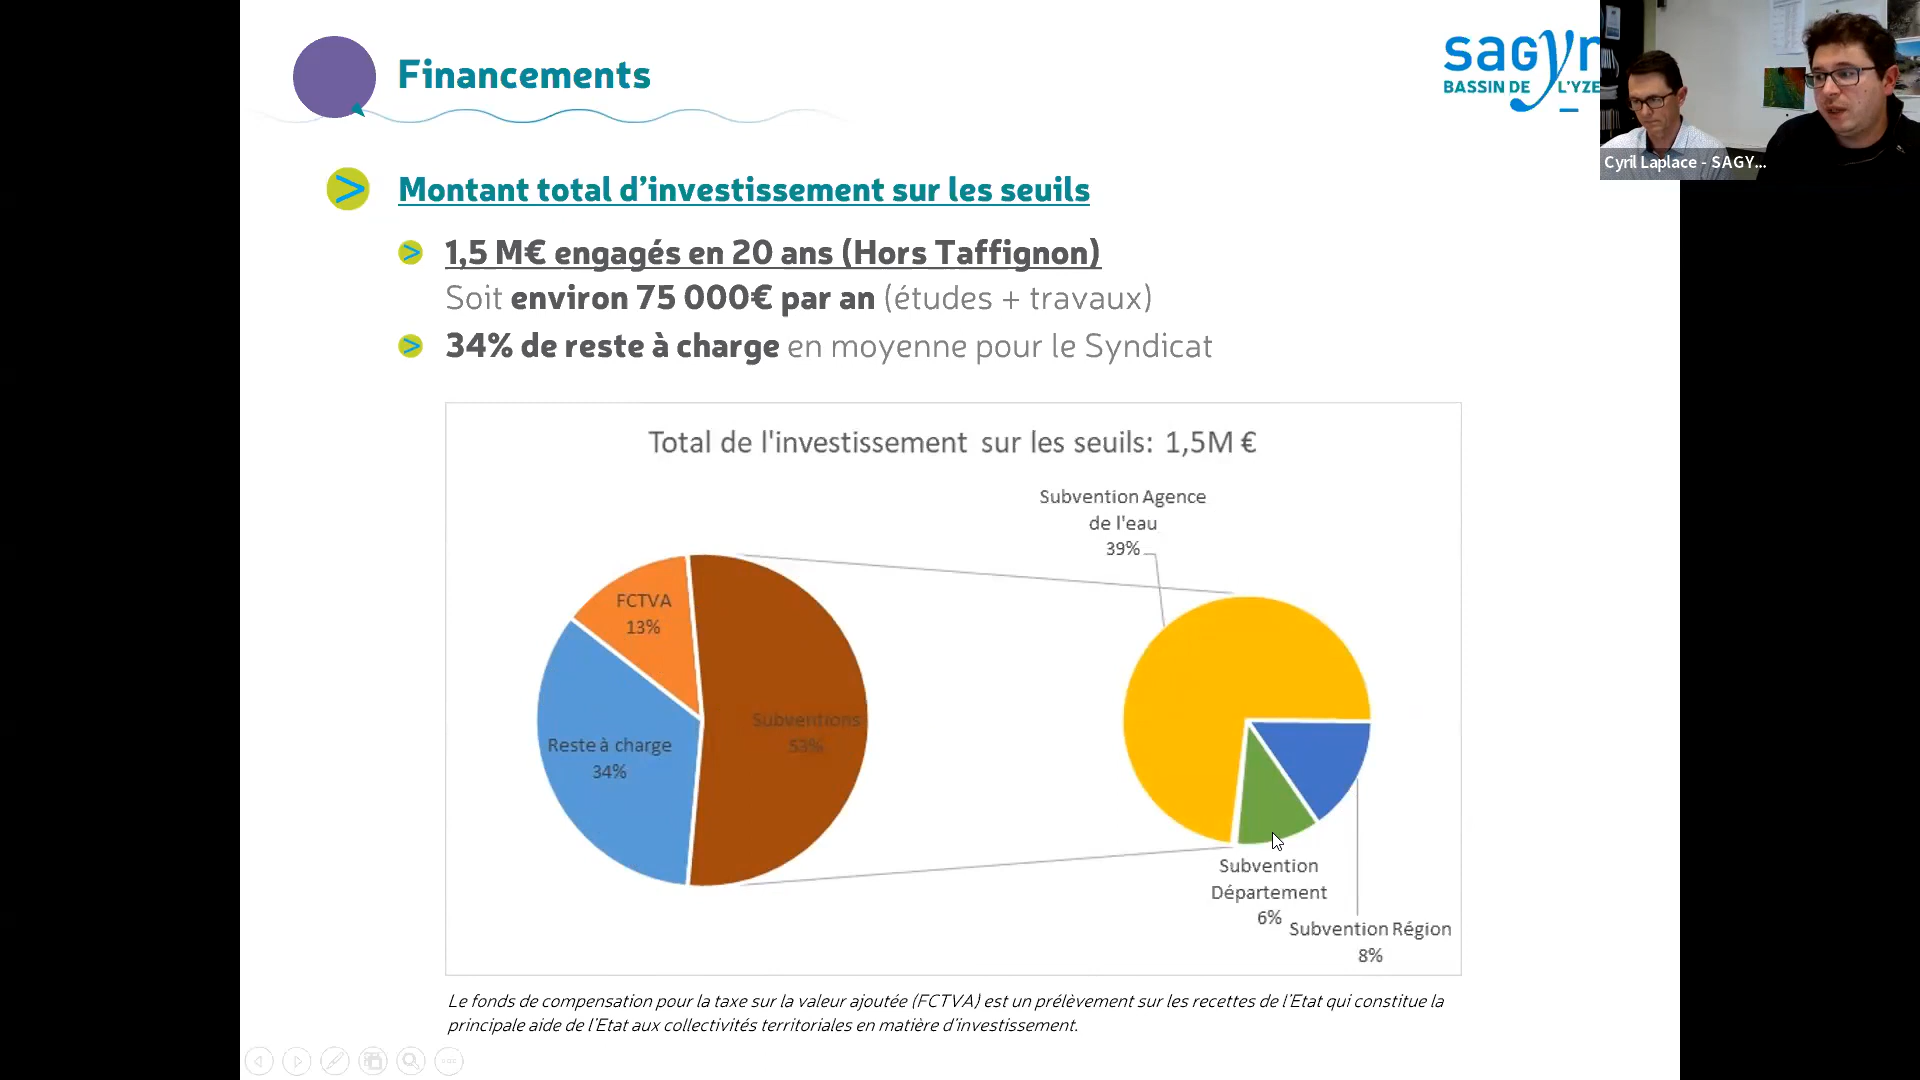 Financements
sagyr
BASSIN DE L'YZE
Cyril Laplace - SAGY...
Montant total d'investissement sur les seuils
1,5 M€ engagés en 20 ans (Hors Taffignon)
Soit environ 75 000€ par an (études + travaux)
34% de reste à charge en moyenne pour le Syndicat
Total de l'investissement sur les seuils: 1,5M €
Subvention Agence
de l'eau
39%
FCTVA
13%
Subventions
53%
Reste à charge
34%
Subvention
Département
6%
Subvention Région
8%
Le fonds de compensation pour la taxe sur la valeur ajoutée (FCTVA) est un prélèvement sur les recettes de l'Etat qui constitue la
principale aide de l'Etat aux collectivités territoriales en matière d'investissement.